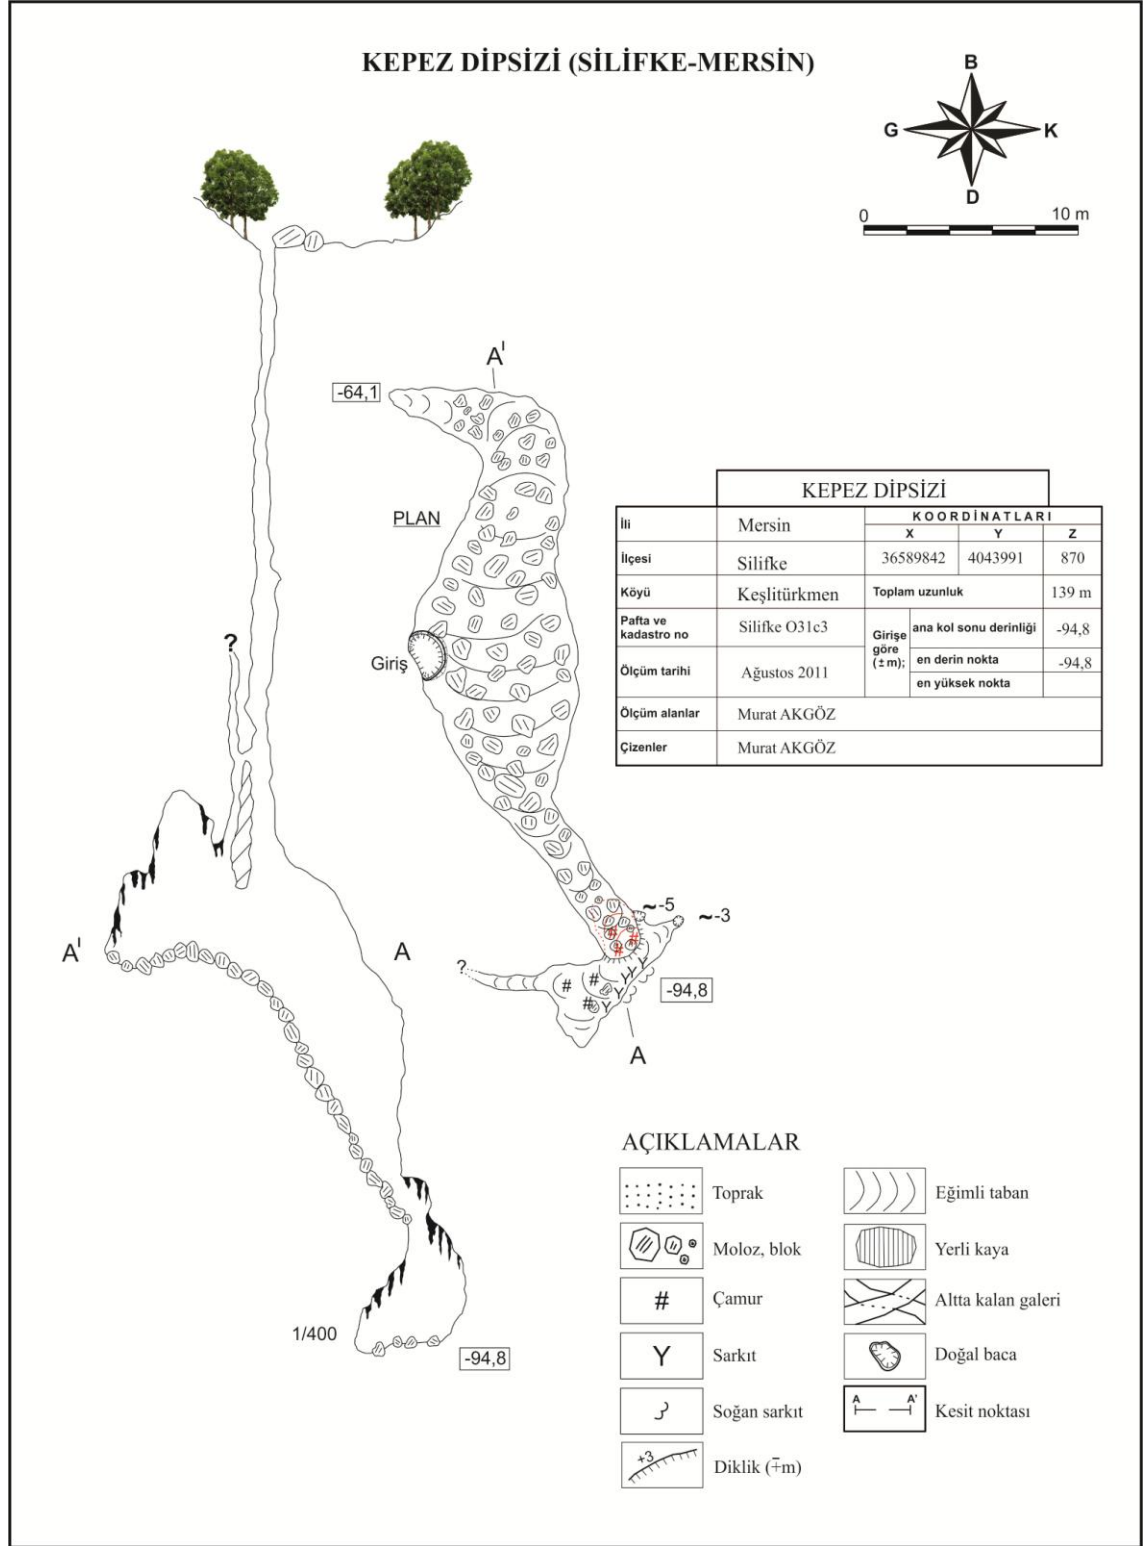 KEPEZ DİPSİZİ (SİLİFKE-MERSİN)
B
G K
D
0 10 m
A'
-64,1
PLAN
Giriş
?
KEPEZ DİPSİZİ
İli Mersin KOORDİNATLARI
X Y Z
İlçesi Silifke 36589842 4043991 870
Köyü Keşlitürkmen Toplam uzunluk 139 m
Pafta ve kadastro no Silifke O31c3 Girişe göre (±m); ana kol sonu derinliği -94,8
Ölçüm tarihi Ağustos 2011 en derin nokta -94,8
en yüksek nokta
Ölçüm alanlar Murat AKGÖZ
Çizenler Murat AKGÖZ
~-5
~-3
A' A
?
# # #
# # #
Y Y Y Y Y
-94,8
A
1/400
-94,8
AÇIKLAMALAR
Toprak
Eğimli taban
Moloz, blok
Yerli kaya
# Çamur
Altta kalan galeri
Y Sarkıt
Doğal baca
Soğan sarkıt
A A' Kesit noktası
+3 Diklik (∓m)